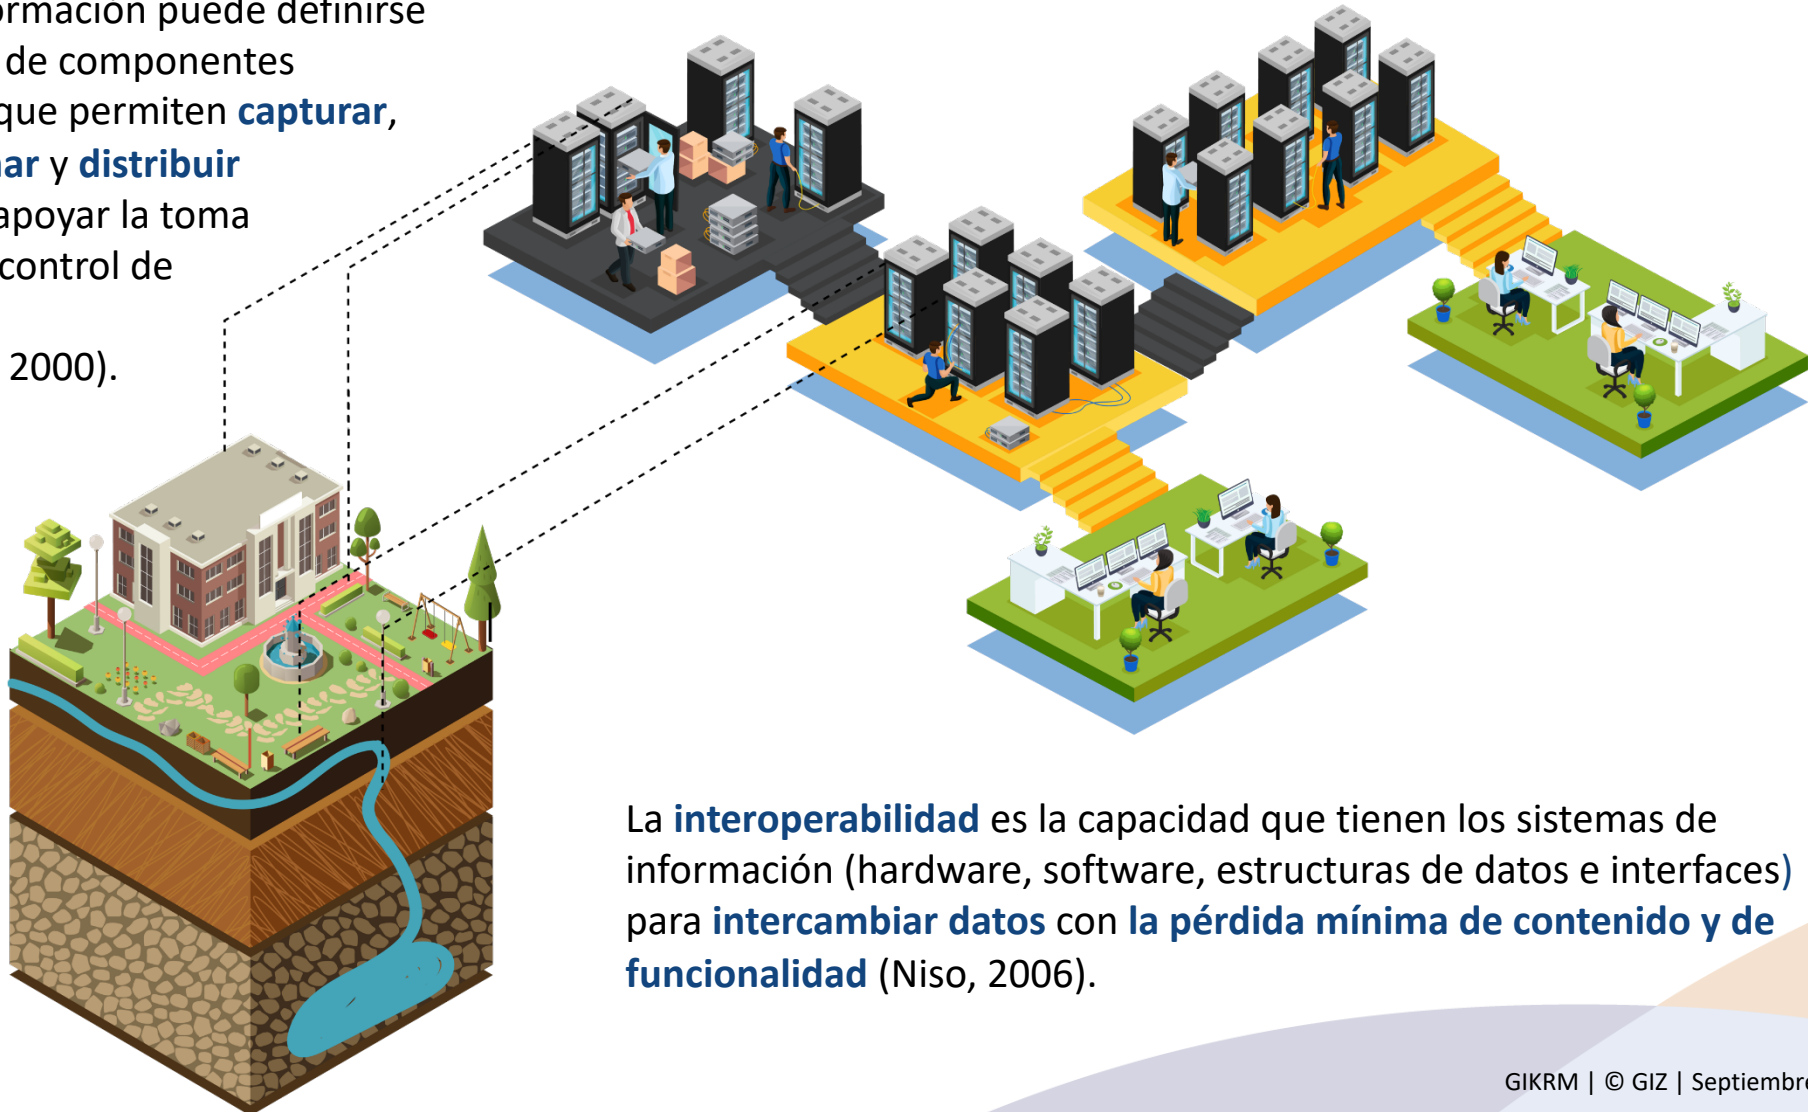 ormación puede definirse
de componentes
que permiten capturar,
ar y distribuir
apoyar la toma
control de
2000).
La interoperabilidad es la capacidad que tienen los sistemas de
información (hardware, software, estructuras de datos e interfaces)
para intercambiar datos con la pérdida mínima de contenido y de
funcionalidad (Niso, 2006).
GIKRM | © GIZ | Septiembre